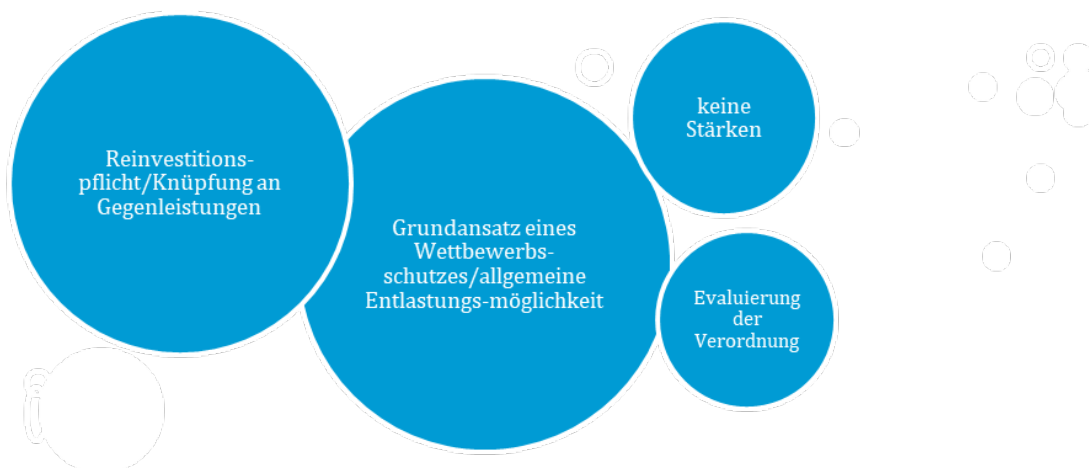 Reinvestitions-
pflicht/Knüpfung an
Gegenleistungen
Grundansatz eines
Wettbewerbs-
schutzes/allgemeine
Entlastungs-möglichkeit
keine
Stärken
Evaluierung
der
Verordnung